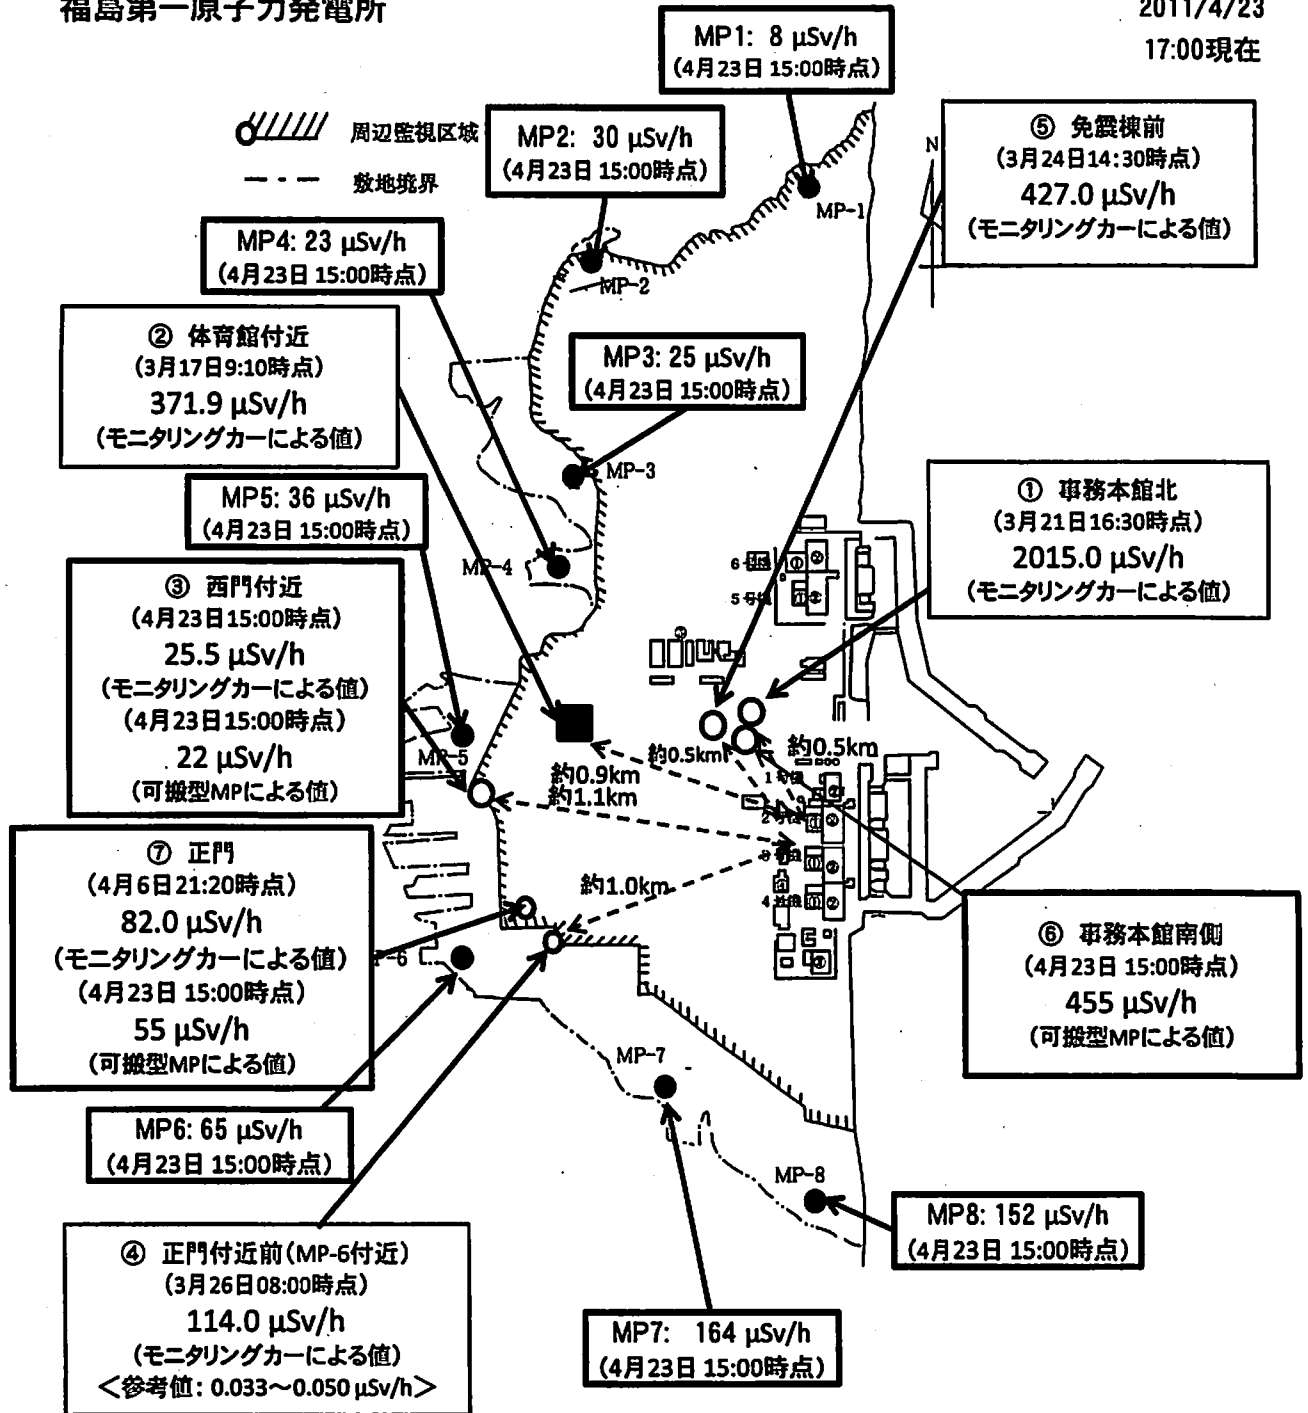 福島第一原子力発電所
2011/4/23
17:00現在
MP1: 8 μSv/h
(4月23日 15:00時点)
周辺監視区域
敷地境界
MP2: 30 μSv/h
(4月23日 15:00時点)
⑤ 免震棟前
(3月24日14:30時点)
427.0 μSv/h
(モニタリングカーによる値)
N
MP-1
MP4: 23 μSv/h
(4月23日 15:00時点)
MP-2
② 体育館付近
(3月17日9:10時点)
371.9 μSv/h
(モニタリングカーによる値)
MP3: 25 μSv/h
(4月23日 15:00時点)
MP-3
MP5: 36 μSv/h
(4月23日 15:00時点)
① 事務本館北
(3月21日16:30時点)
2015.0 μSv/h
(モニタリングカーによる値)
MP-4
③ 西門付近
(4月23日15:00時点)
25.5 μSv/h
(モニタリングカーによる値)
(4月23日15:00時点)
22 μSv/h
(可搬型MPによる値)
MP-5
約0.5km
約0.5km
約0.9km
約1.1km
⑦ 正門
(4月6日21:20時点)
82.0 μSv/h
(モニタリングカーによる値)
(4月23日 15:00時点)
55 μSv/h
(可搬型MPによる値)
約1.0km
⑥ 事務本館南側
(4月23日 15:00時点)
455 μSv/h
(可搬型MPによる値)
MP-7
MP6: 65 μSv/h
(4月23日 15:00時点)
MP-8
MP8: 152 μSv/h
(4月23日 15:00時点)
④ 正門付近前(MP-6付近)
(3月26日08:00時点)
114.0 μSv/h
(モニタリングカーによる値)
<参考値: 0.033～0.050 μSv/h>
MP7: 164 μSv/h
(4月23日 15:00時点)